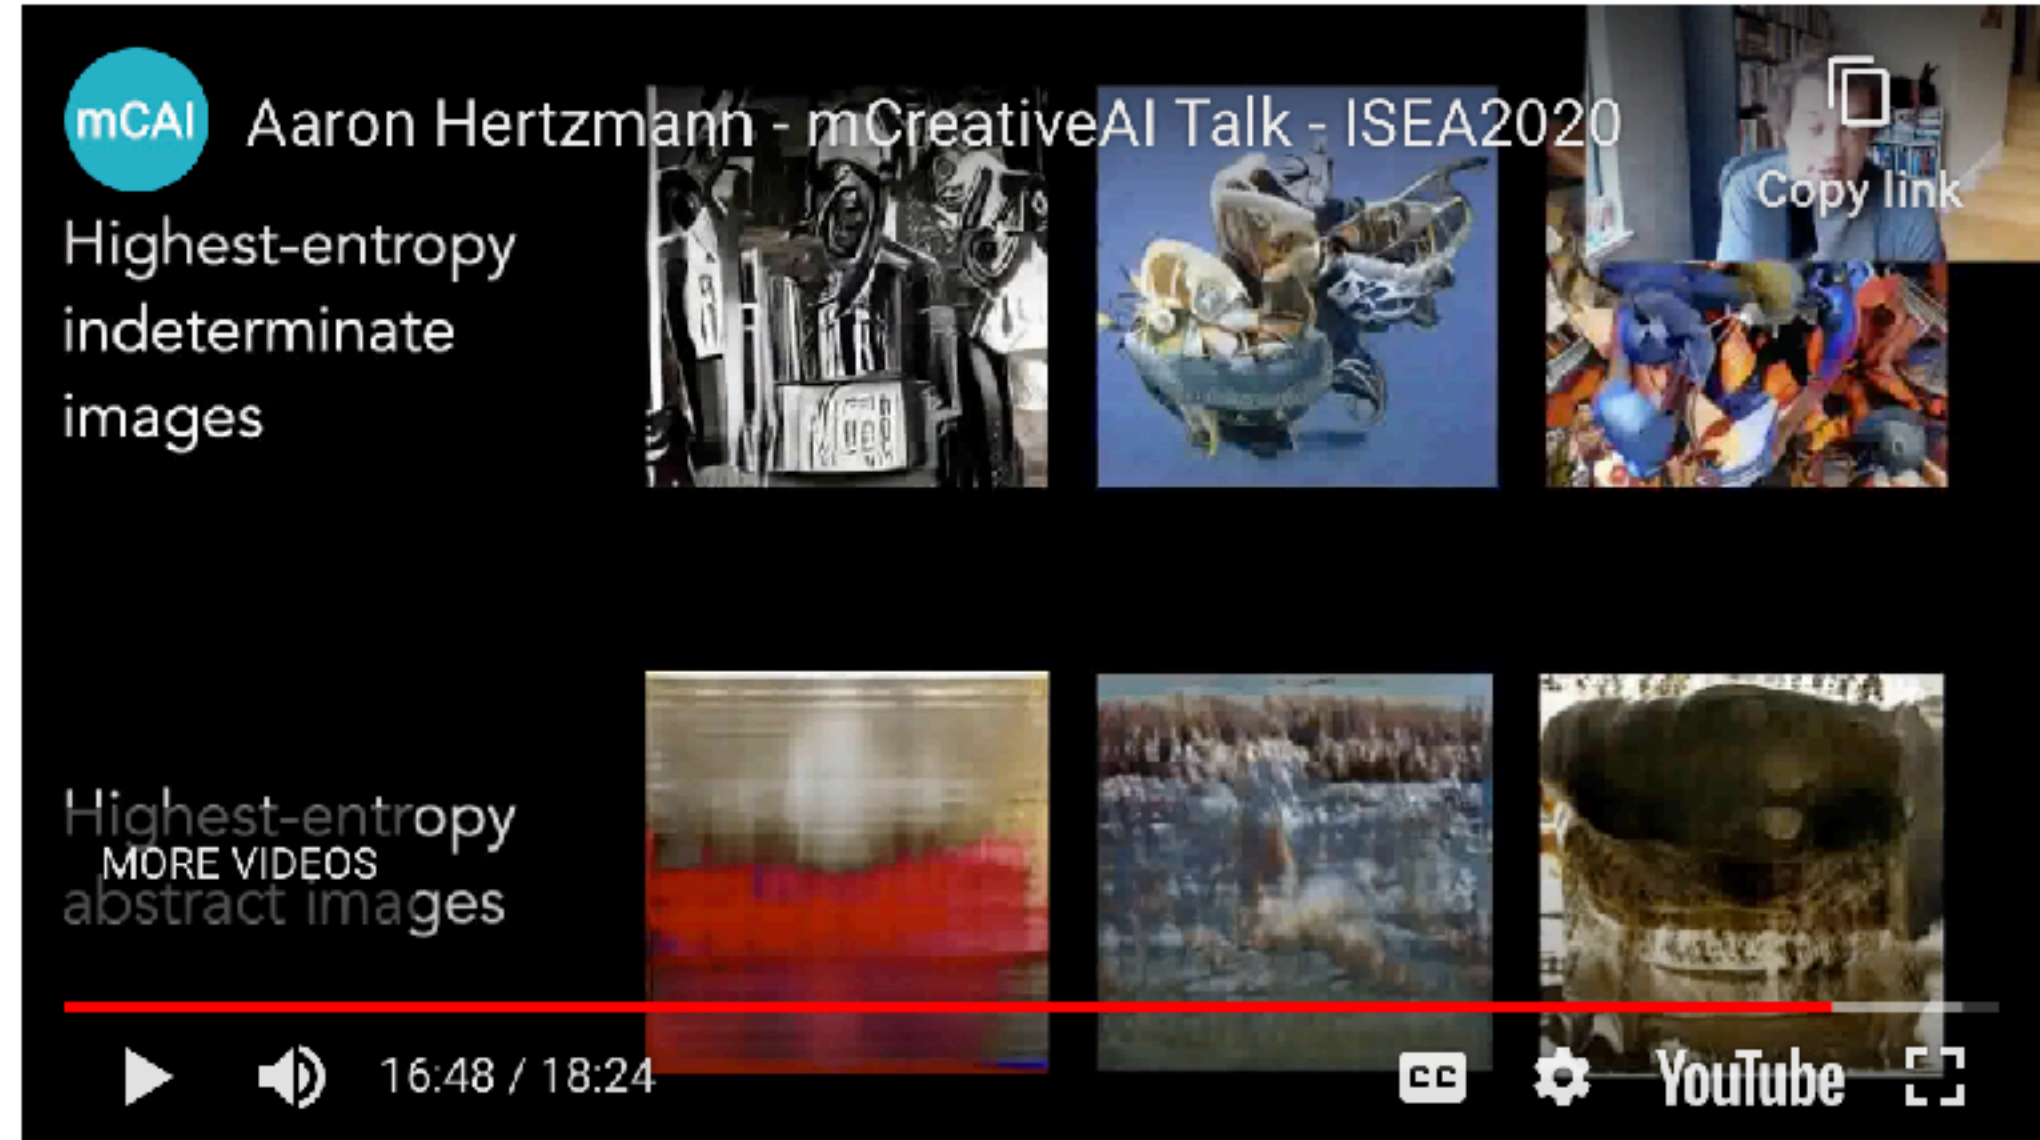 mCAI
Aaron Hertzmann - mCreativeAI Talk - ISEA2020
Copy link
Highest-entropy
indeterminate
images
Highest-entropy
MORE VIDEOS
abstract images
16:48 / 18:24
CC
YouTube